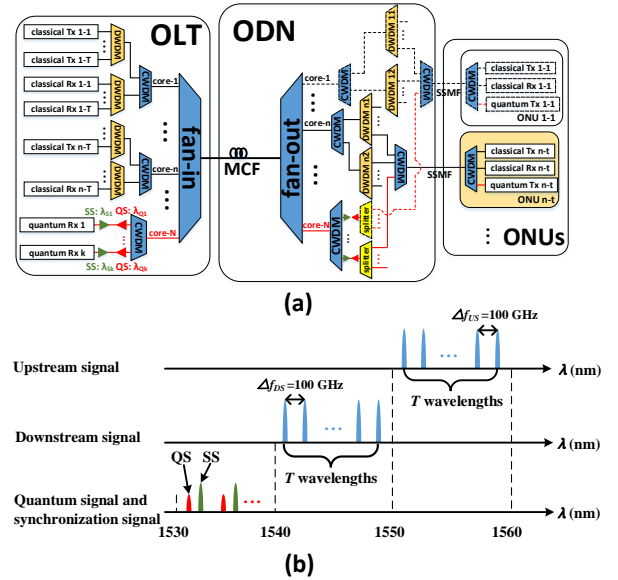 OLT
classical Tx 1-1
classical Tx 1-T
classical Rx 1-1
classical Rx 1-T
classical Tx n-T
classical Rx n-T
quantum Rx 1
quantum Rx k
DWDM
DWDM
DWDM
DWDM
CWDM
CWDM
CWDM
SS: λS1 QS: λQ1
SS: λSk QS: λQk
core-1
core-n
core-N
fan-in
MCF
ODN
fan-out
core-1
core-n
core-N
CWDM
CWDM
CWDM
DWDM 11
DWDM 12
DWDM n1
DWDM n2
CWDM
CWDM
splitter
splitter
SSMF
SSMF
CWDM
classical Tx 1-1
classical Rx 1-1
quantum Tx 1-1
ONU 1-1
CWDM
classical Tx n-t
classical Rx n-t
quantum Tx n-t
ONU n-t
ONUs
(a)
ΔfUS=100 GHz
Upstream signal
λ (nm)
T wavelengths
ΔfDS=100 GHz
Downstream signal
λ (nm)
T wavelengths
QS SS
Quantum signal and
synchronization signal
λ (nm)
1530 1540 1550 1560
(b)